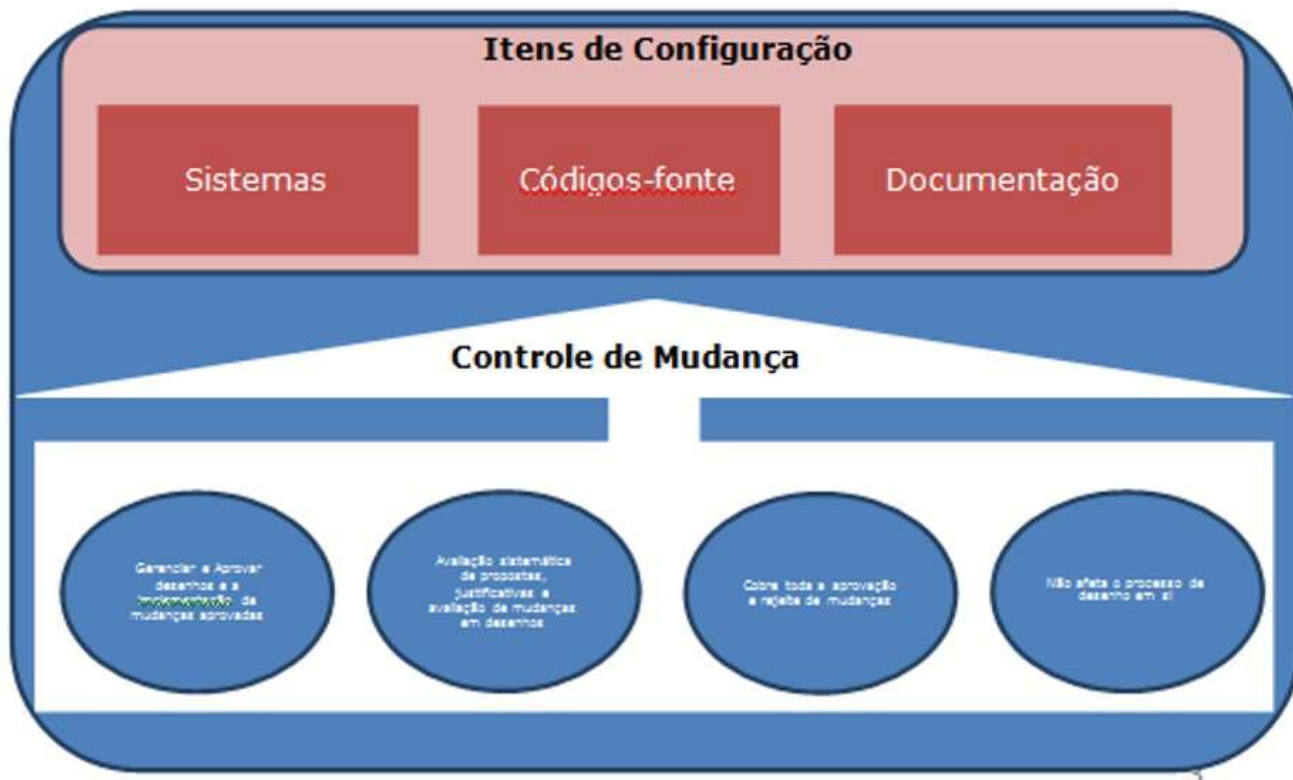 Itens de Configuração
Sistemas
Códigos-fonte
Documentação
Controle de Mudança
Gerenciar e Aprovar
desenhos e a
implementação de
mudanças aprovadas
Avaliação sistemática
de propostas,
justificativas e
avaliação de mudanças
em desenhos
Cobre toda a aprovação
e rejeite de mudanças
Não afeta o processo de
desenho em si